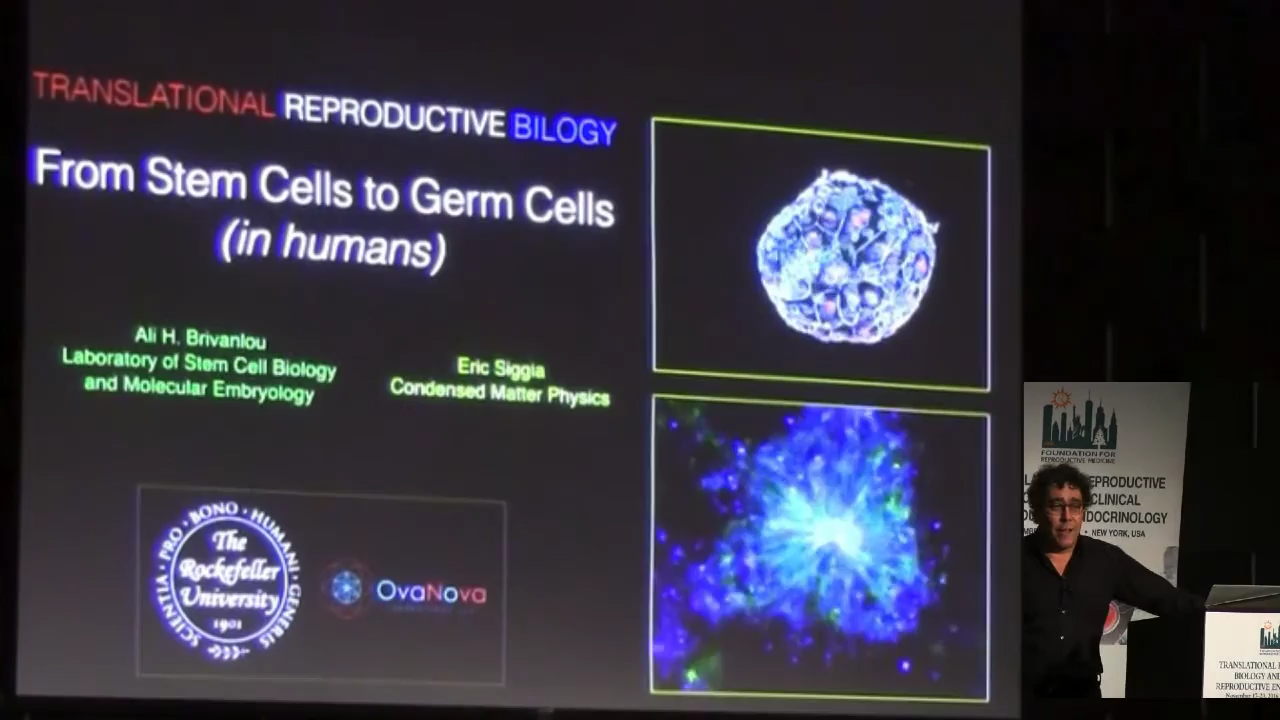 TRANSLATIONAL REPRODUCTIVE BILOGY
From Stem Cells to Germ Cells
(in humans)
Ali H. Brivanlou
Laboratory of Stem Cell Biology
and Molecular Embryology
Eric Siggia
Condensed Matter Physics
SCIENTIA · PRO · BONO · HUMANI · GENERIS
The
Rockefeller
University
1901
OvaNova
FOUNDATION FOR
REPRODUCTIVE MEDICINE
EPRODUCTIVE
CLINICAL
DOCRINOLOGY
• NEW YORK, USA
TRANSLATIONAL
BIOLOGY AN
REPRODUCTIVE EN